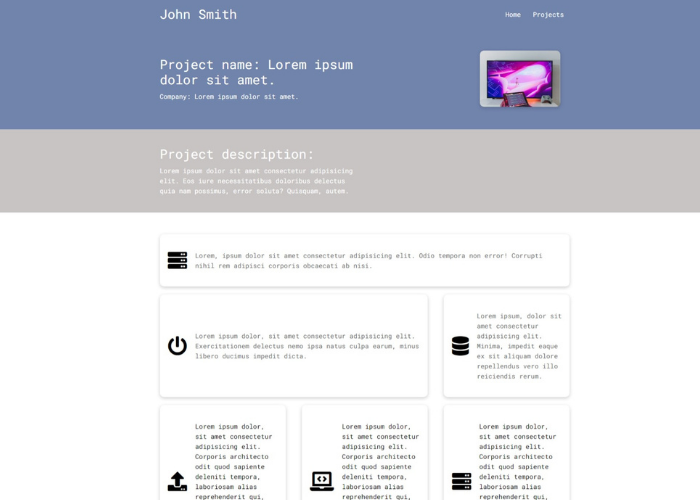 John Smith
Home Projects
Project name: Lorem ipsum
dolor sit amet.
Company: Lorem ipsum dolor sit amet.
Project description:
Lorem ipsum dolor sit amet consectetur adipisicing
elit. Eos iure necessitatibus doloribus delectus
quia nam possimus, error soluta? Quisquam, autem.
Lorem, ipsum dolor sit amet consectetur adipisicing elit. Odio tempora non error! Corrupti
nihil rem adipisci corporis obcaecati ab nisi.
Lorem ipsum dolor, sit amet consectetur adipisicing elit.
Exercitationem delectus nemo ipsa natus culpa earum, minus
libero ducimus impedit dicta.
Lorem ipsum, dolor sit
amet consectetur
adipisicing elit.
Minima, impedit eaque
ex sit aliquam dolore
repellendus vero illo
reiciendis rerum.
Lorem ipsum dolor,
sit amet consectetur
adipisicing elit.
Corporis architecto
odit quod sapiente
deleniti tempora,
laboriosam alias
reprehenderit qui,
Lorem ipsum dolor,
sit amet consectetur
adipisicing elit.
Corporis architecto
odit quod sapiente
deleniti tempora,
laboriosam alias
reprehenderit qui,
Lorem ipsum dolor,
sit amet consectetur
adipisicing elit.
Corporis architecto
odit quod sapiente
deleniti tempora,
laboriosam alias
reprehenderit qui,